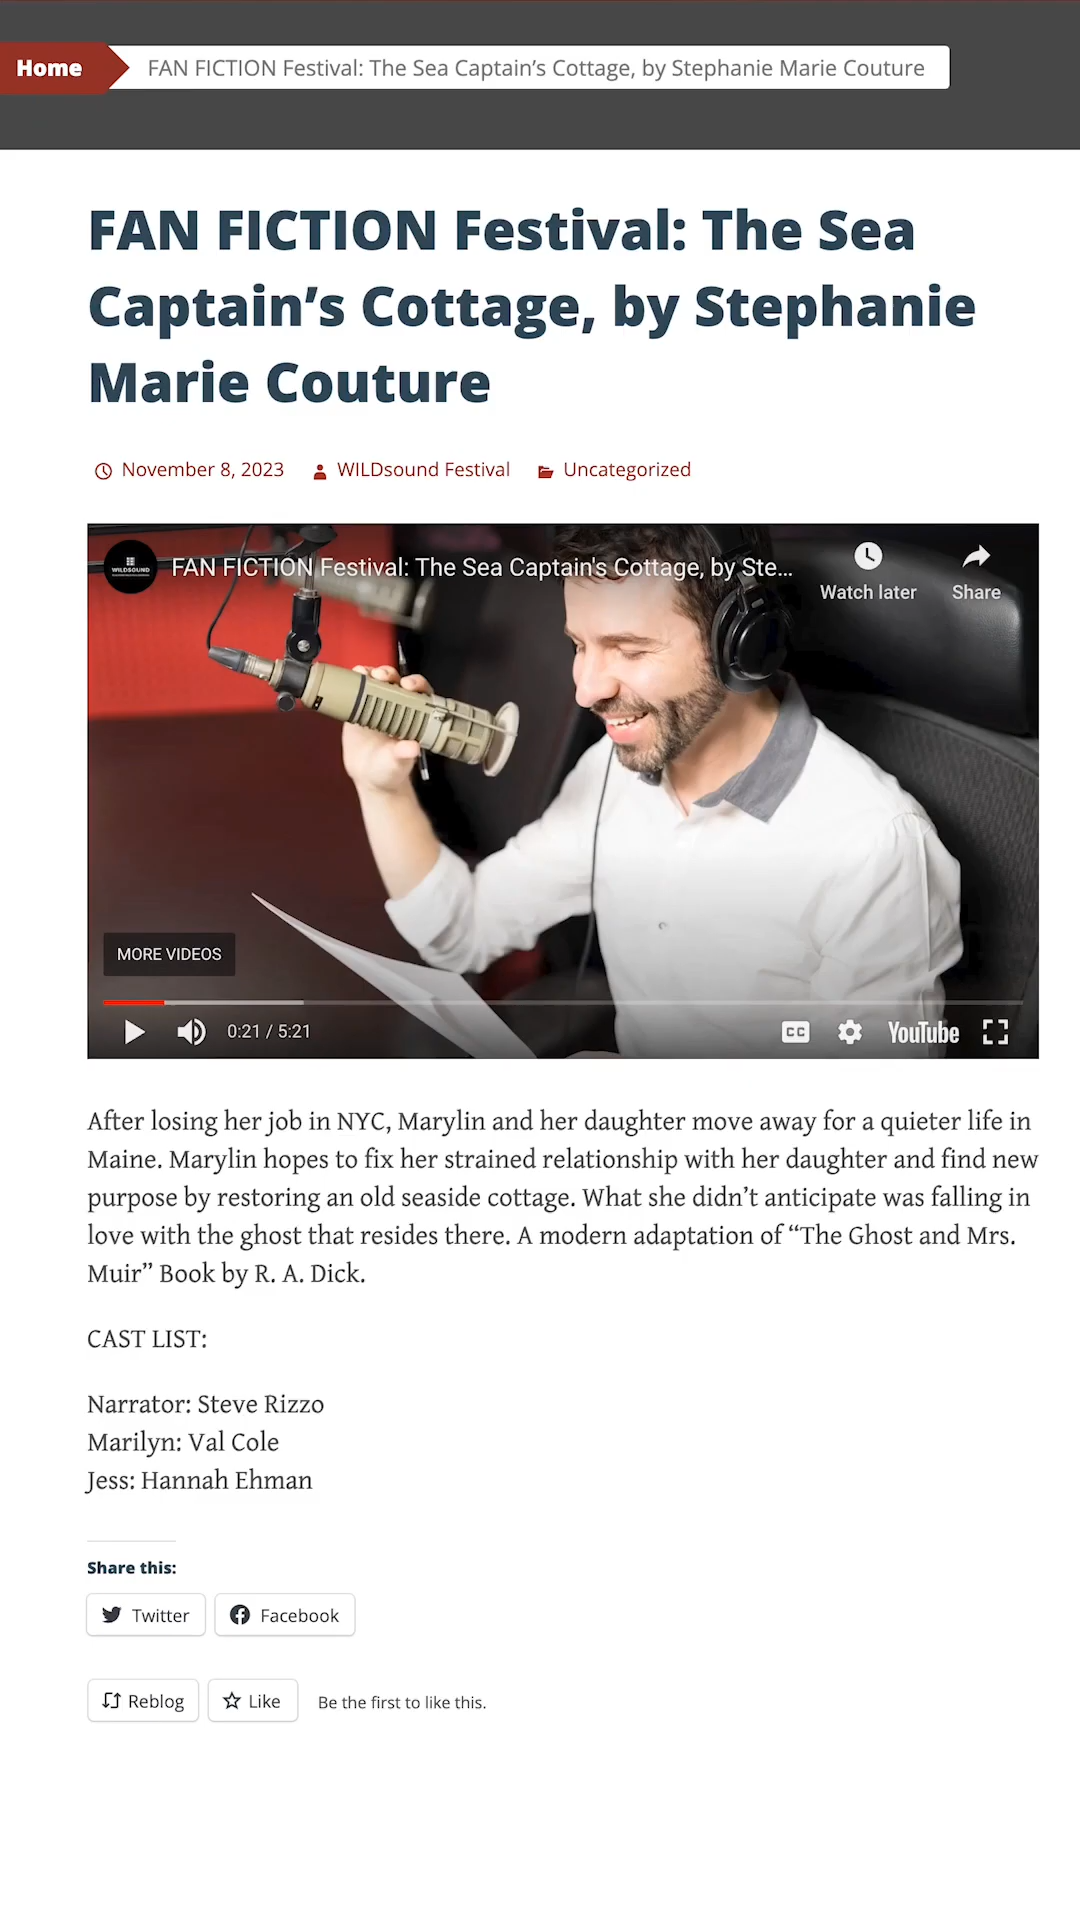 Home
FAN FICTION Festival: The Sea Captain’s Cottage, by Stephanie Marie Couture
FAN FICTION Festival: The Sea
Captain’s Cottage, by Stephanie
Marie Couture
November 8, 2023 WILDsound Festival Uncategorized
WILDSOUND
FAN FICTION Festival: The Sea Captain's Cottage, by Ste...
Watch later Share
MORE VIDEOS
0:21 / 5:21 CC YouTube
After losing her job in NYC, Marylin and her daughter move away for a quieter life in
Maine. Marylin hopes to fix her strained relationship with her daughter and find new
purpose by restoring an old seaside cottage. What she didn’t anticipate was falling in
love with the ghost that resides there. A modern adaptation of “The Ghost and Mrs.
Muir” Book by R. A. Dick.
CAST LIST:
Narrator: Steve Rizzo
Marilyn: Val Cole
Jess: Hannah Ehman
Share this:
Twitter Facebook
Reblog Like Be the first to like this.